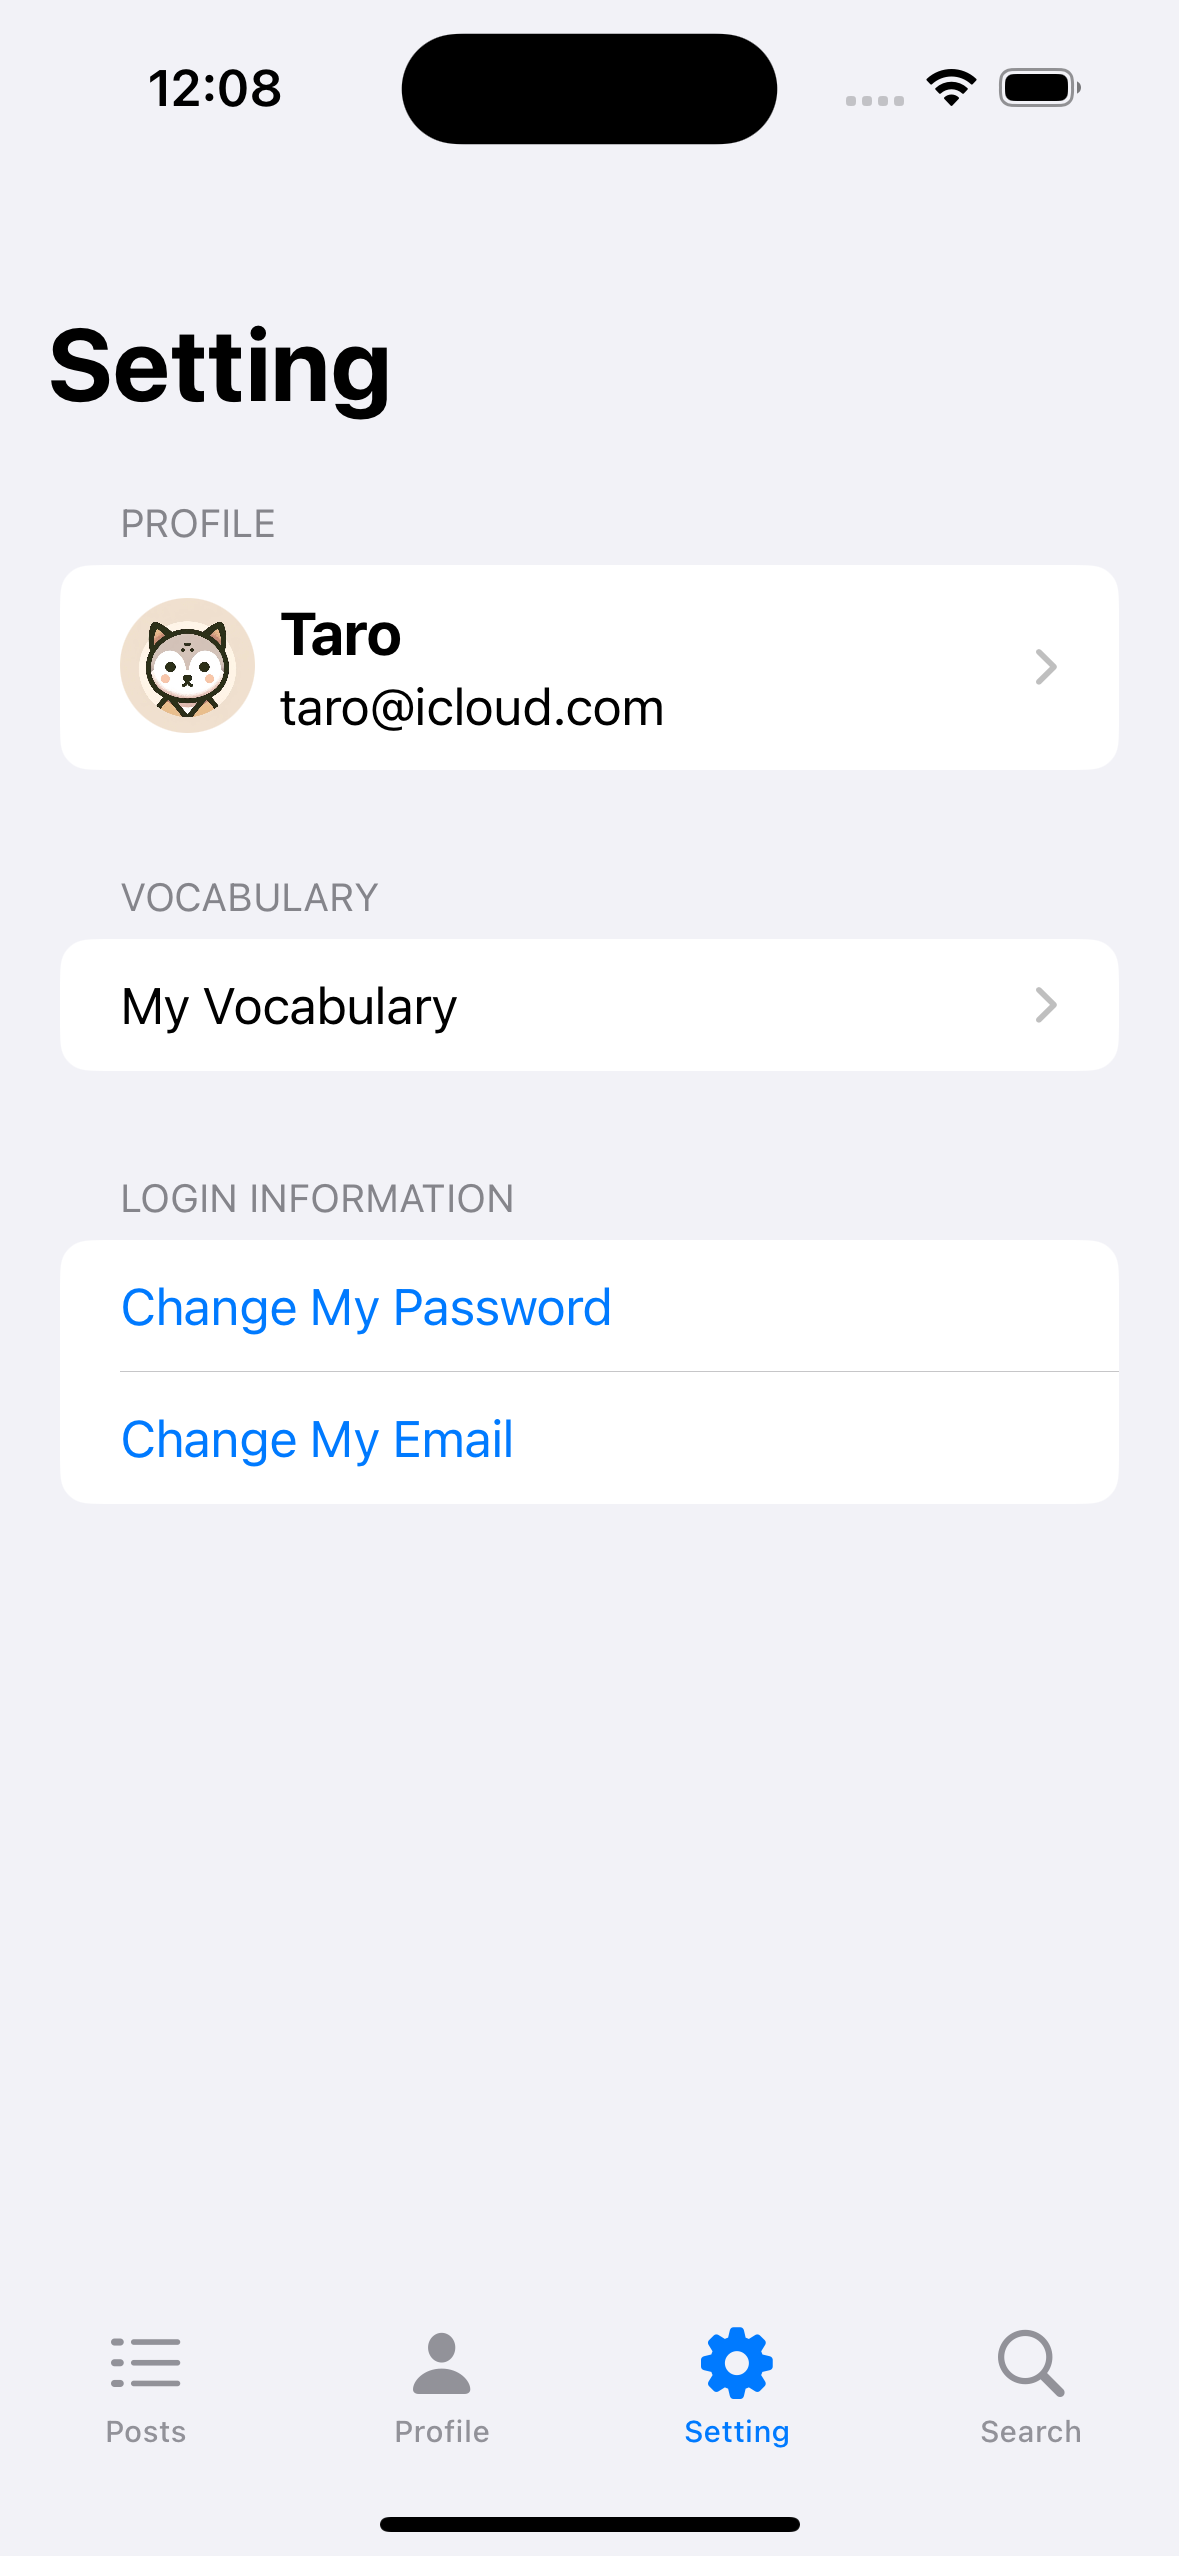 12:08
Setting
PROFILE
Taro
taro@icloud.com
VOCABULARY
My Vocabulary
LOGIN INFORMATION
Change My Password
Change My Email
Posts
Profile
Setting
Search